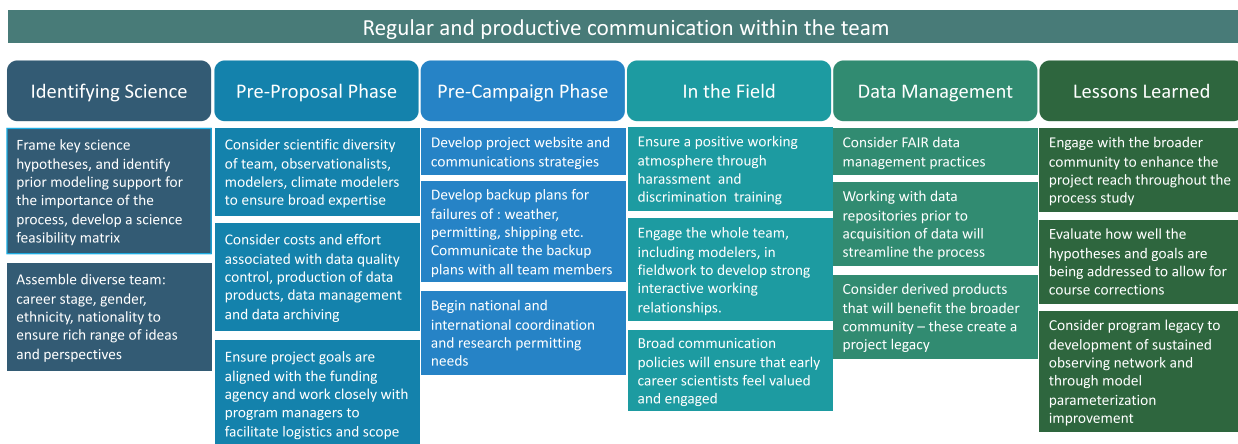 Regular and productive communication within the team
Identifying Science
Frame key science
hypotheses, and identify
prior modeling support for
the importance of the
process, develop a science
feasibility matrix
Assemble diverse team:
career stage, gender,
ethnicity, nationality to
ensure rich range of ideas
and perspectives
Pre-Proposal Phase
Consider scientific diversity
of team, observationalists,
modelers, climate modelers
to ensure broad expertise
Consider costs and effort
associated with data quality
control, production of data
products, data management
and data archiving
Ensure project goals are
aligned with the funding
agency and work closely with
program managers to
facilitate logistics and scope
Pre-Campaign Phase
Develop project website and
communications strategies
Develop backup plans for
failures of : weather,
permitting, shipping etc.
Communicate the backup
plans with all team members
Begin national and
international coordination
and research permitting
needs
In the Field
Ensure a positive working
atmosphere through
harassment and
discrimination training
Engage the whole team,
including modelers, in
fieldwork to develop strong
interactive working
relationships.
Broad communication
policies will ensure that early
career scientists feel valued
and engaged
Data Management
Consider FAIR data
management practices
Working with data
repositories prior to
acquisition of data will
streamline the process
Consider derived products
that will benefit the broader
community – these create a
project legacy
Lessons Learned
Engage with the broader
community to enhance the
project reach throughout the
process study
Evaluate how well the
hypotheses and goals are
being addressed to allow for
course corrections
Consider program legacy to
development of sustained
observing network and
through model
parameterization
improvement